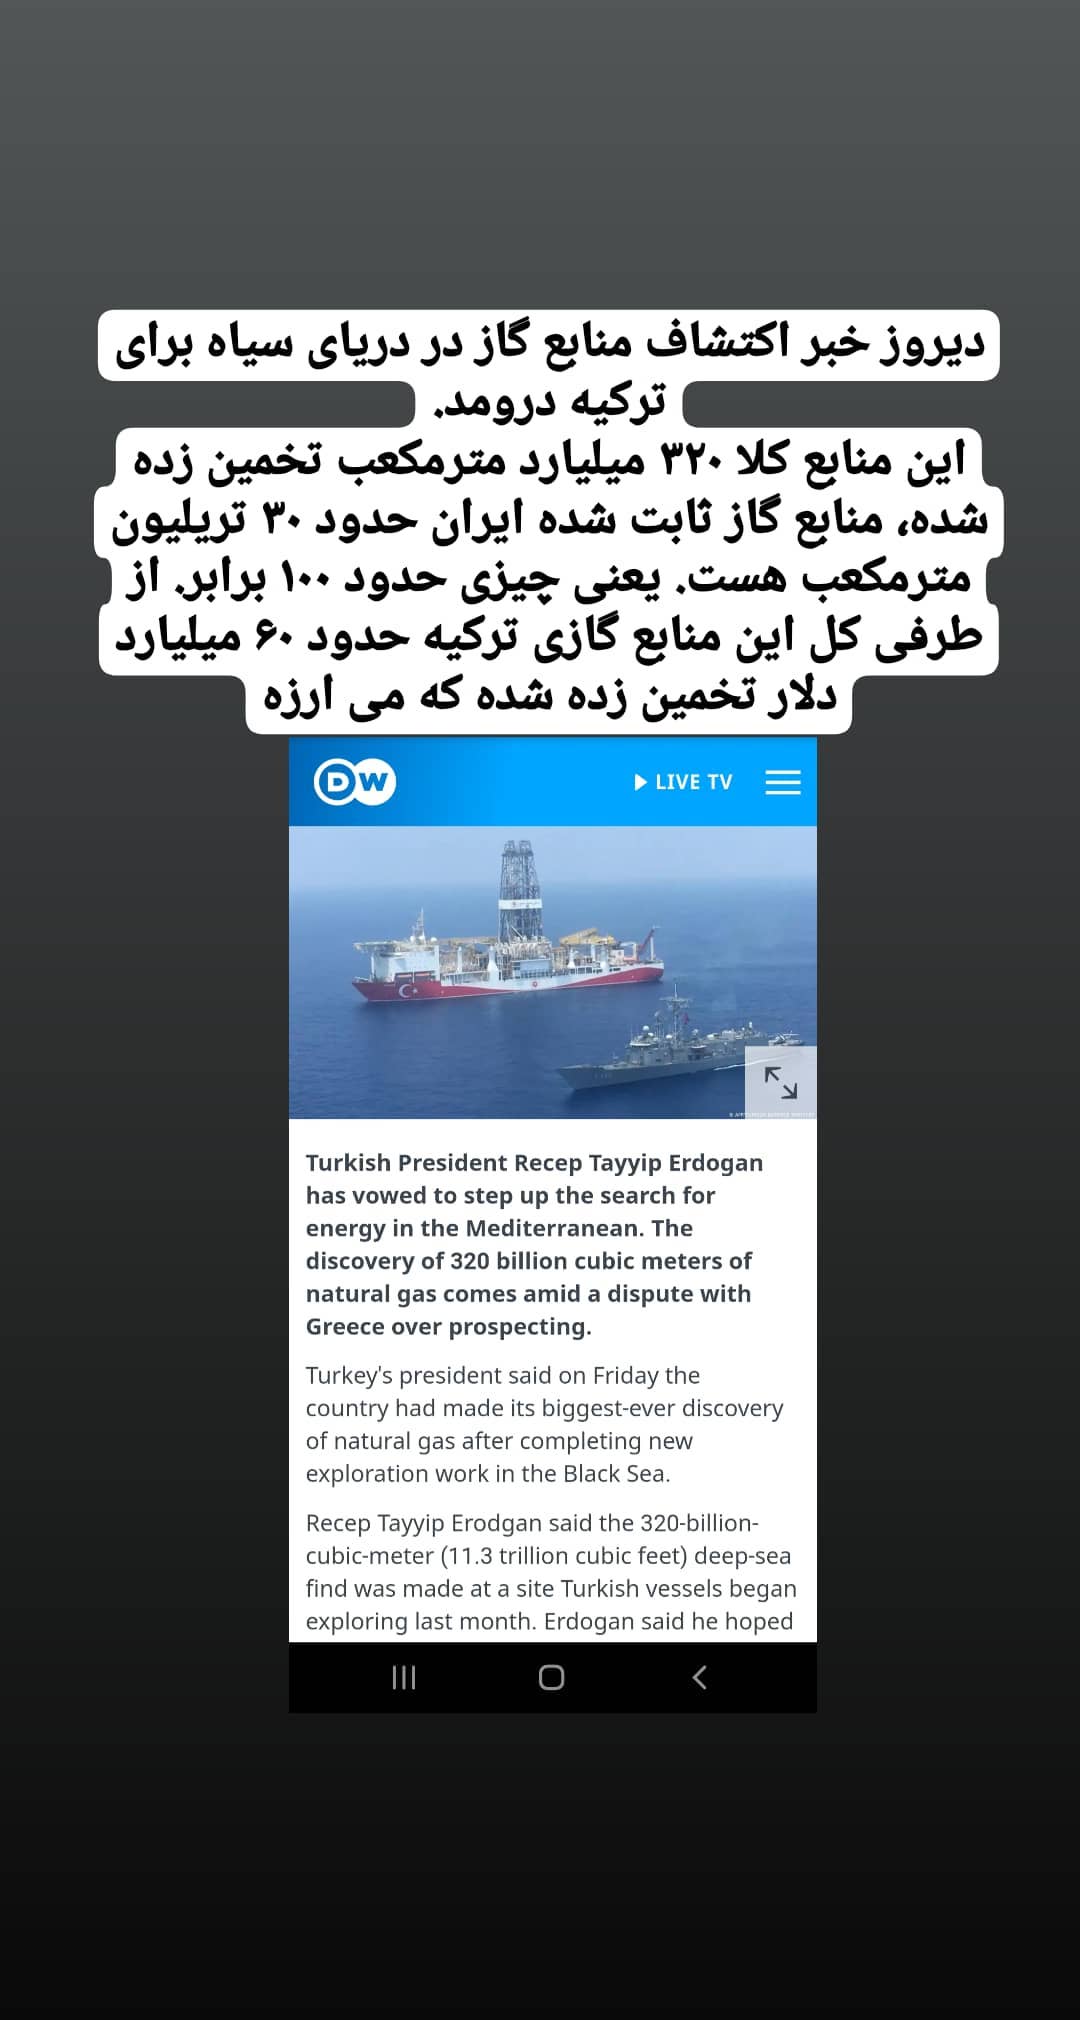 دیروز خبر اکتشاف منابع گاز در دریای سیاه برای
ترکیه درومد.
این منابع کلا ۳۲۰ میلیارد مترمکعب تخمین زده
شده، منابع گاز ثابت شده ایران حدود ۳۰ تریلیون
مترمکعب هست. یعنی چیزی حدود ۱۰۰ برابر. از
طرفی کل این منابع گازی ترکیه حدود ۶۰ میلیارد
دلار تخمین زده شده که می ارزه
DW
LIVE TV
Turkish President Recep Tayyip Erdogan
has vowed to step up the search for
energy in the Mediterranean. The
discovery of 320 billion cubic meters of
natural gas comes amid a dispute with
Greece over prospecting.
Turkey's president said on Friday the
country had made its biggest-ever discovery
of natural gas after completing new
exploration work in the Black Sea.
Recep Tayyip Erodgan said the 320-billion-
cubic-meter (11.3 trillion cubic feet) deep-sea
find was made at a site Turkish vessels began
exploring last month. Erdogan said he hoped